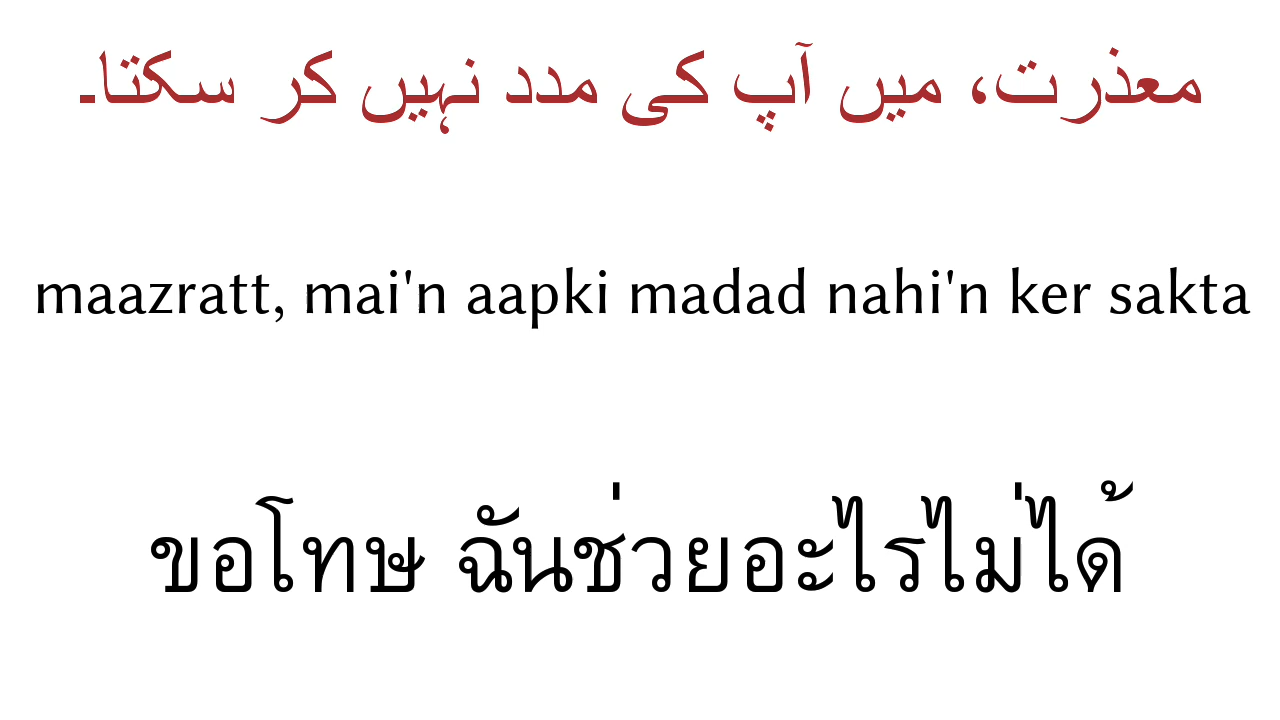 معذرت، میں آپ کی مدد نہیں کر سکتا۔
maazratt, mai'n aapki madad nahi'n ker sakta
ขอโทษ ฉันช่วยอะไรไม่ได้